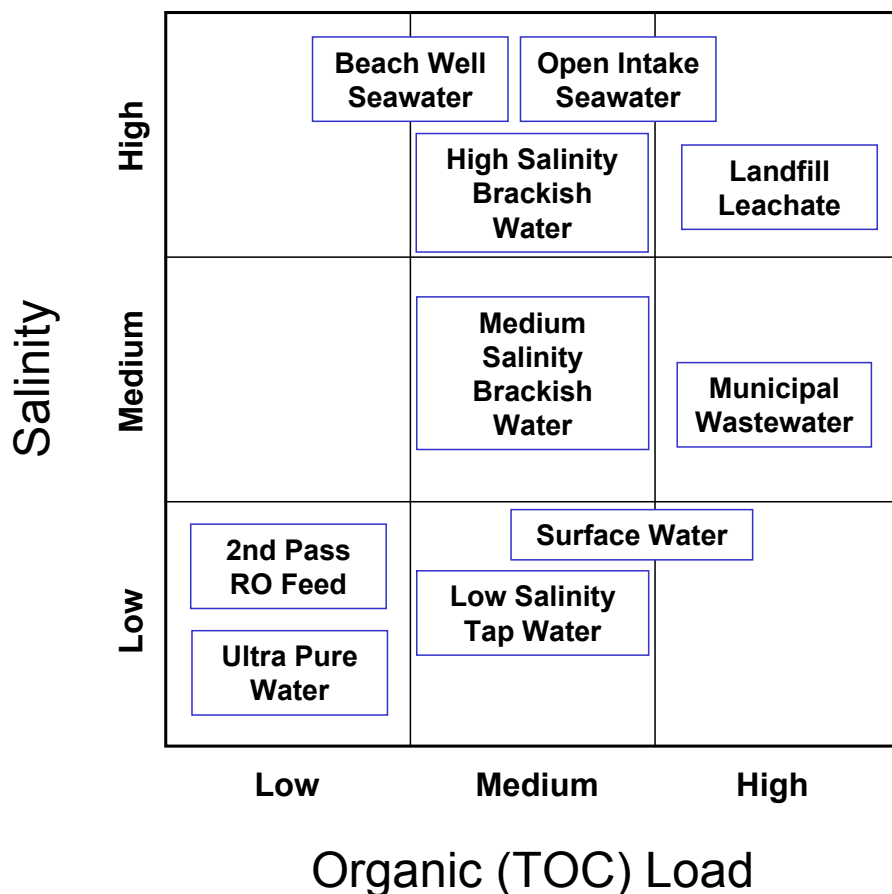 Beach Well
Seawater
Open Intake
Seawater
High Salinity
Brackish
Water
Landfill
Leachate
High
Medium
Salinity
Brackish
Water
Municipal
Wastewater
Medium
Salinity
2nd Pass
RO Feed
Surface Water
Low Salinity
Tap Water
Ultra Pure
Water
Low
Low
Medium
High
Organic (TOC) Load